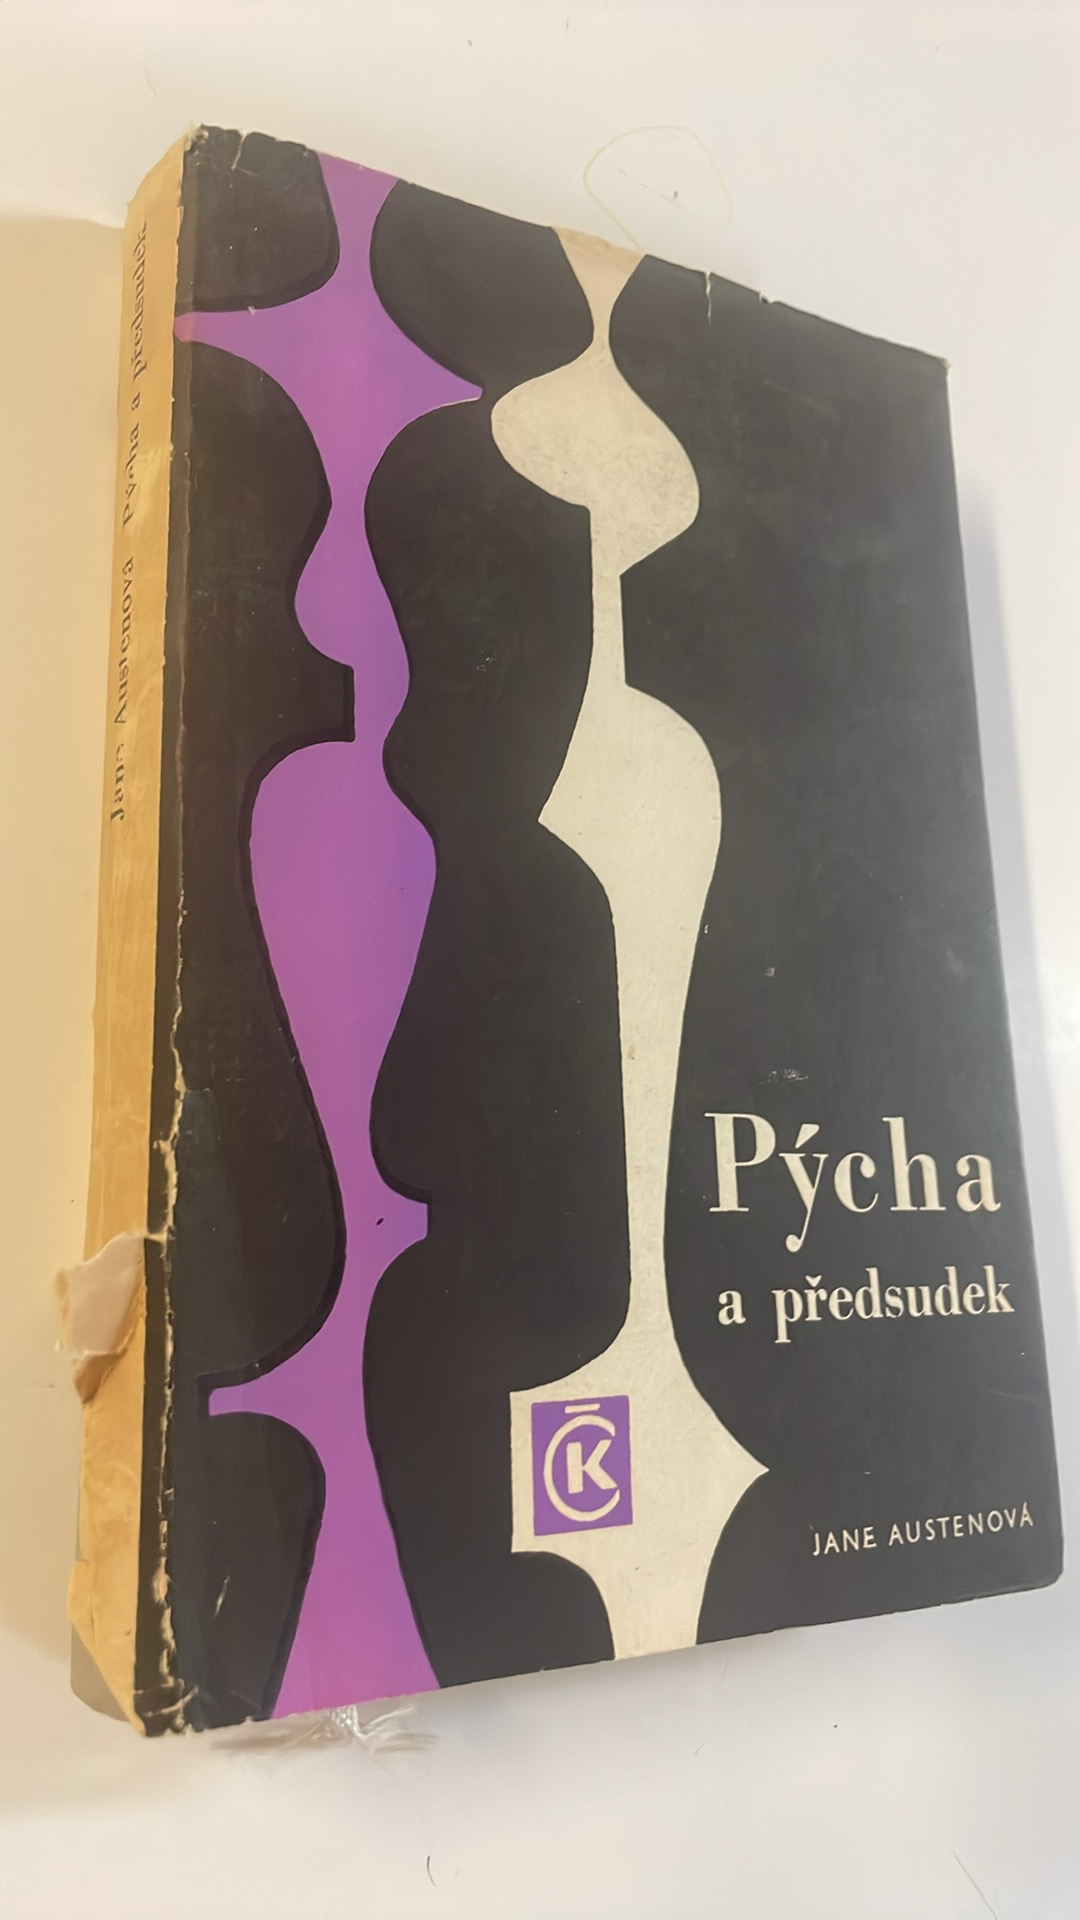 Jane Austenová Pýcha a předsudek
Pýcha
a předsudek
ČK
JANE AUSTENOVÁ